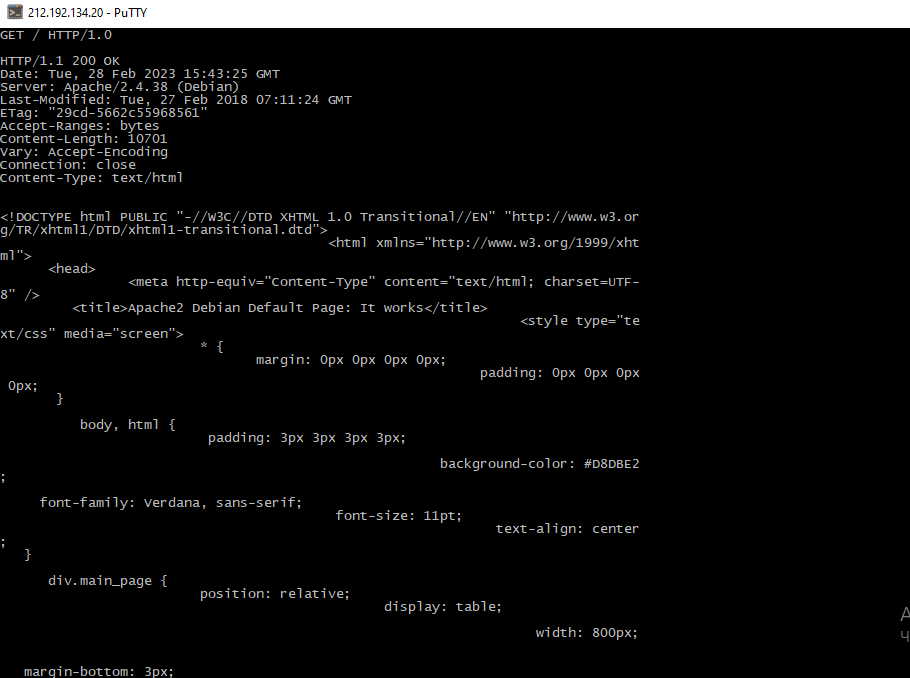 212.192.134.20 - PuTTY
GET / HTTP/1.0
HTTP/1.1 200 OK
Date: Tue, 28 Feb 2023 15:43:25 GMT
Server: Apache/2.4.38 (Debian)
Last-Modified: Tue, 27 Feb 2018 07:11:24 GMT
ETag: "29cd-5662c55968561"
Accept-Ranges: bytes
Content-Length: 10701
Vary: Accept-Encoding
Connection: close
Content-Type: text/html
<!DOCTYPE html PUBLIC "-//W3C//DTD XHTML 1.0 Transitional//EN" "http://www.w3.or
g/TR/xhtml1/DTD/xhtml1-transitional.dtd">
<html xmlns="http://www.w3.org/1999/xht
ml">
<head>
<meta http-equiv="Content-Type" content="text/html; charset=UTF-
8" />
<title>Apache2 Debian Default Page: It works</title>
<style type="te
xt/css" media="screen">
* {
margin: 0px 0px 0px 0px;
padding: 0px 0px 0px
0px;
}
body, html {
padding: 3px 3px 3px 3px;
background-color: #D8DBE2
;
font-family: Verdana, sans-serif;
font-size: 11pt;
text-align: center
;
}
div.main_page {
position: relative;
display: table;
width: 800px;
margin-bottom: 3px;